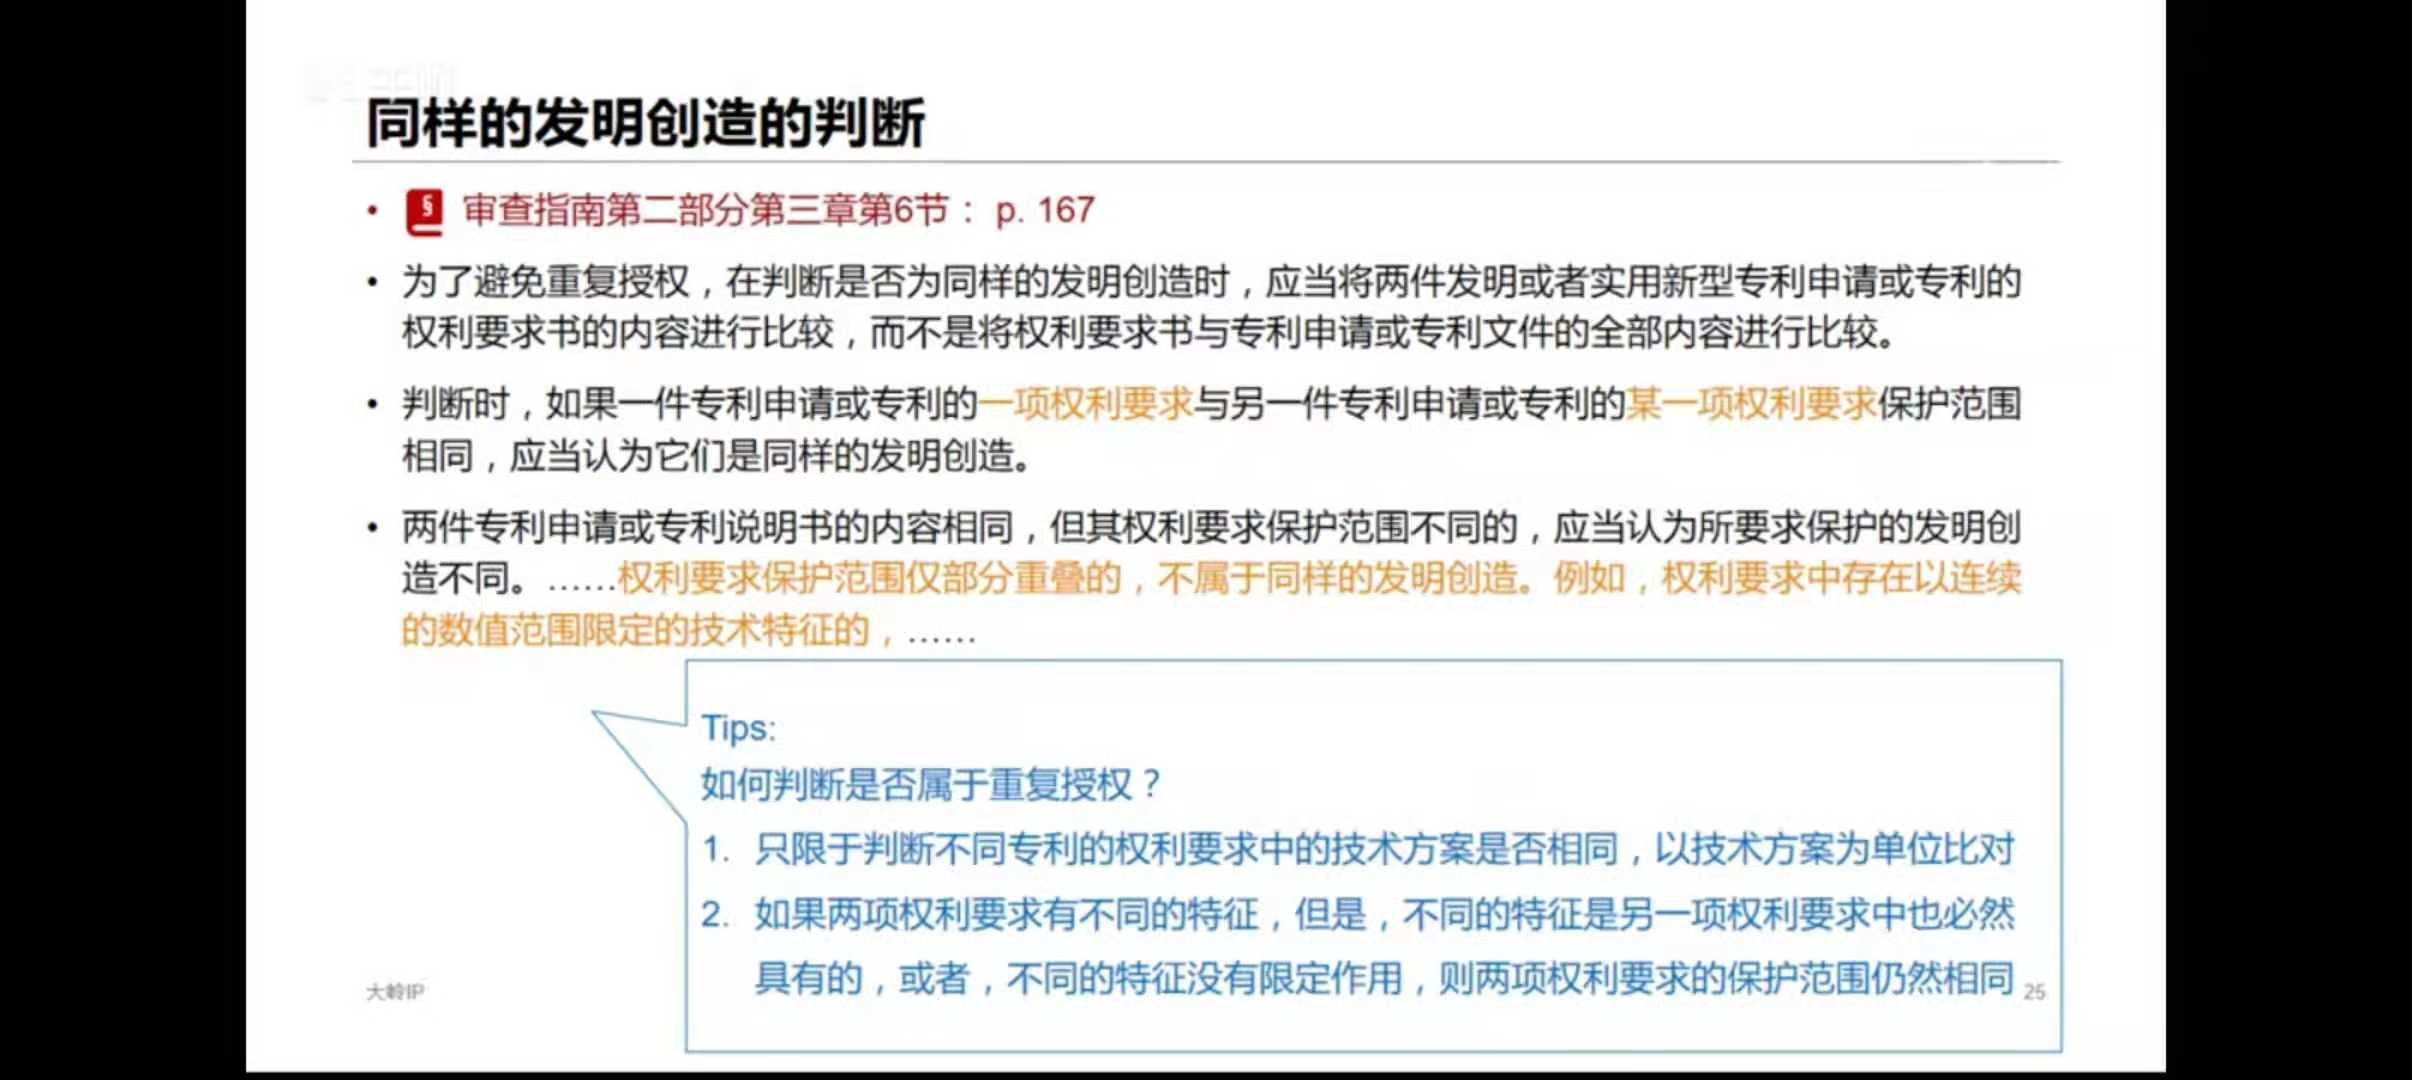 同样的发明创造的判断
• § 审查指南第二部分第三章第6节： p. 167
• 为了避免重复授权，在判断是否为同样的发明创造时，应当将两件发明或者实用新型专利申请或专利的
权利要求书的内容进行比较，而不是将权利要求书与专利申请或专利文件的全部内容进行比较。
• 判断时，如果一件专利申请或专利的一项权利要求与另一件专利申请或专利的某一项权利要求保护范围
相同，应当认为它们是同样的发明创造。
• 两件专利申请或专利说明书的内容相同，但其权利要求保护范围不同的，应当认为所要求保护的发明创
造不同。……权利要求保护范围仅部分重叠的，不属于同样的发明创造。例如，权利要求中存在以连续
的数值范围限定的技术特征的，……
Tips:
如何判断是否属于重复授权？
1. 只限于判断不同专利的权利要求中的技术方案是否相同，以技术方案为单位比对
2. 如果两项权利要求有不同的特征，但是，不同的特征是另一项权利要求中也必然
具有的，或者，不同的特征没有限定作用，则两项权利要求的保护范围仍然相同
大岭IP
25